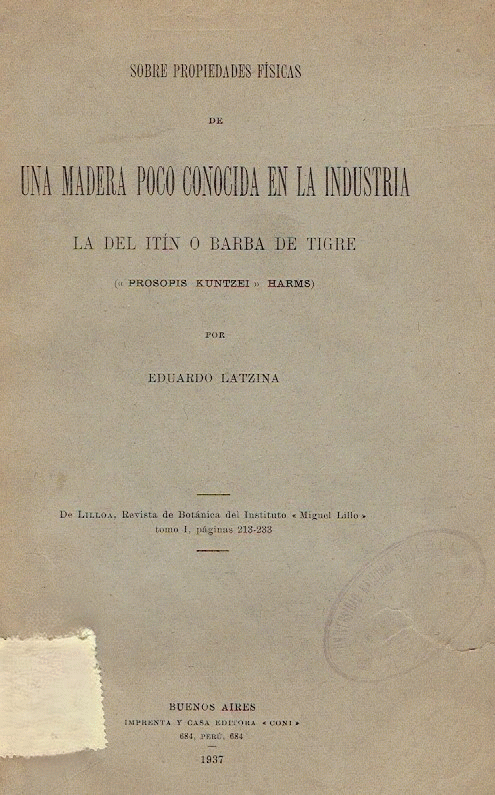 SOBRE PROPIEDADES FÍSICAS
DE
UNA MADERA POCO CONOCIDA EN LA INDUSTRIA
LA DEL ITÍN O BARBA DE TIGRE
(« PROSOPIS KUNTZEI » HARMS)
POR
EDUARDO LATZINA
De LILLOA, Revista de Botánica del Instituto « Miguel Lillo »
tomo I, páginas 213-233
BUENOS AIRES
IMPRENTA Y CASA EDITORA « CONI »
684, PERÚ, 684
1937